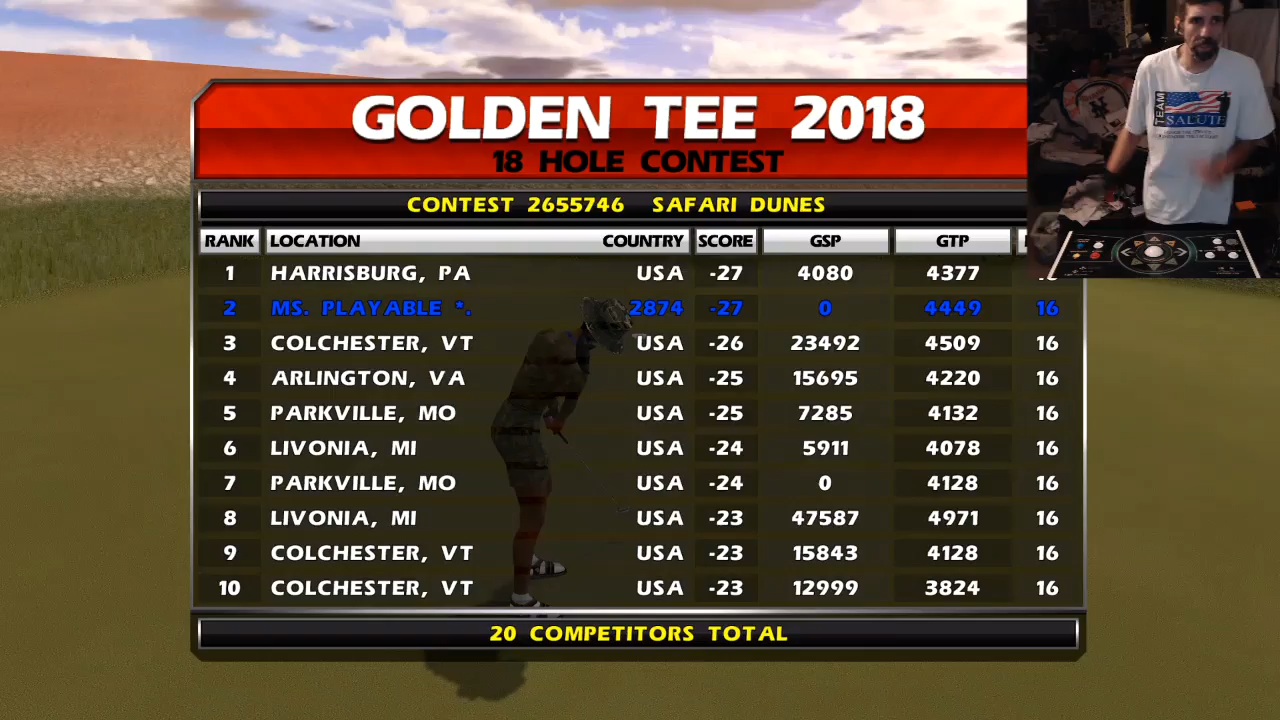 GOLDEN TEE 2018
18 HOLE CONTEST
CONTEST 2655746 SAFARI DUNES
RANK LOCATION COUNTRY SCORE GSP GTP
1 HARRISBURG, PA USA -27 4080 4377
2 MS. PLAYABLE *. 2874 -27 0 4449 16
3 COLCHESTER, VT USA -26 23492 4509 16
4 ARLINGTON, VA USA -25 15695 4220 16
5 PARKVILLE, MO USA -25 7285 4132 16
6 LIVONIA, MI USA -24 5911 4078 16
7 PARKVILLE, MO USA -24 0 4128 16
8 LIVONIA, MI USA -23 47587 4971 16
9 COLCHESTER, VT USA -23 15843 4128 16
10 COLCHESTER, VT USA -23 12999 3824 16
20 COMPETITORS TOTAL
TEAM
SALUTE